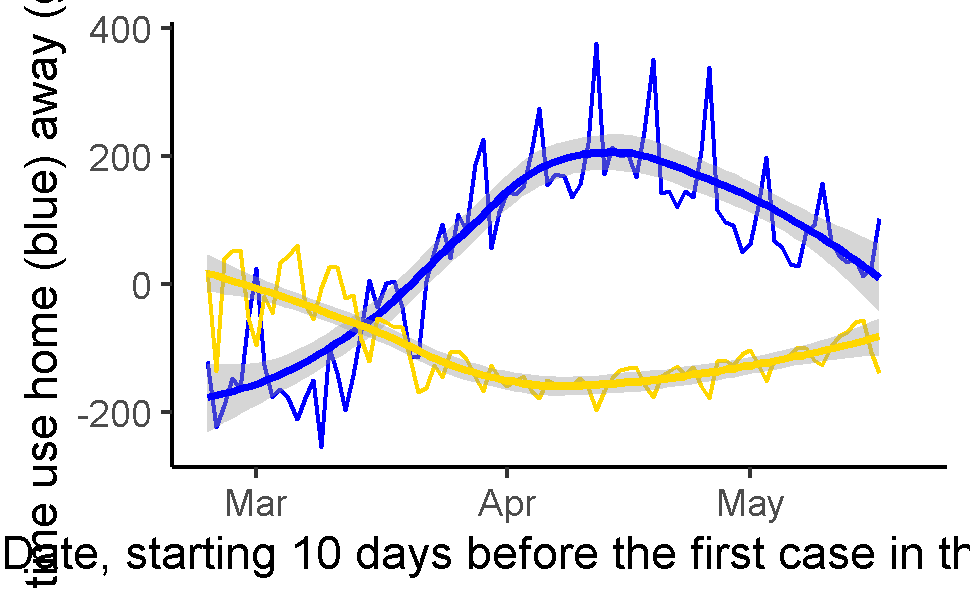 time use home (blue) away (
400
200
0
-200
Mar Apr May
Date, starting 10 days before the first case in th